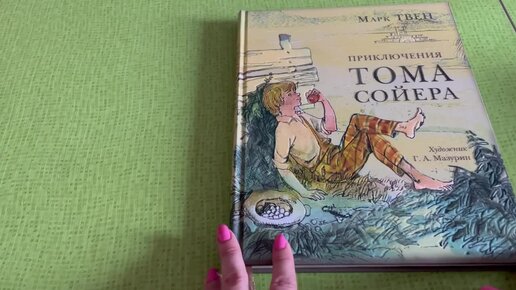 Марк ТВЕН
ПРИКЛЮЧЕНИЯ
ТОМА
СОЙЕРА
Художник
Г. А. Мазурин